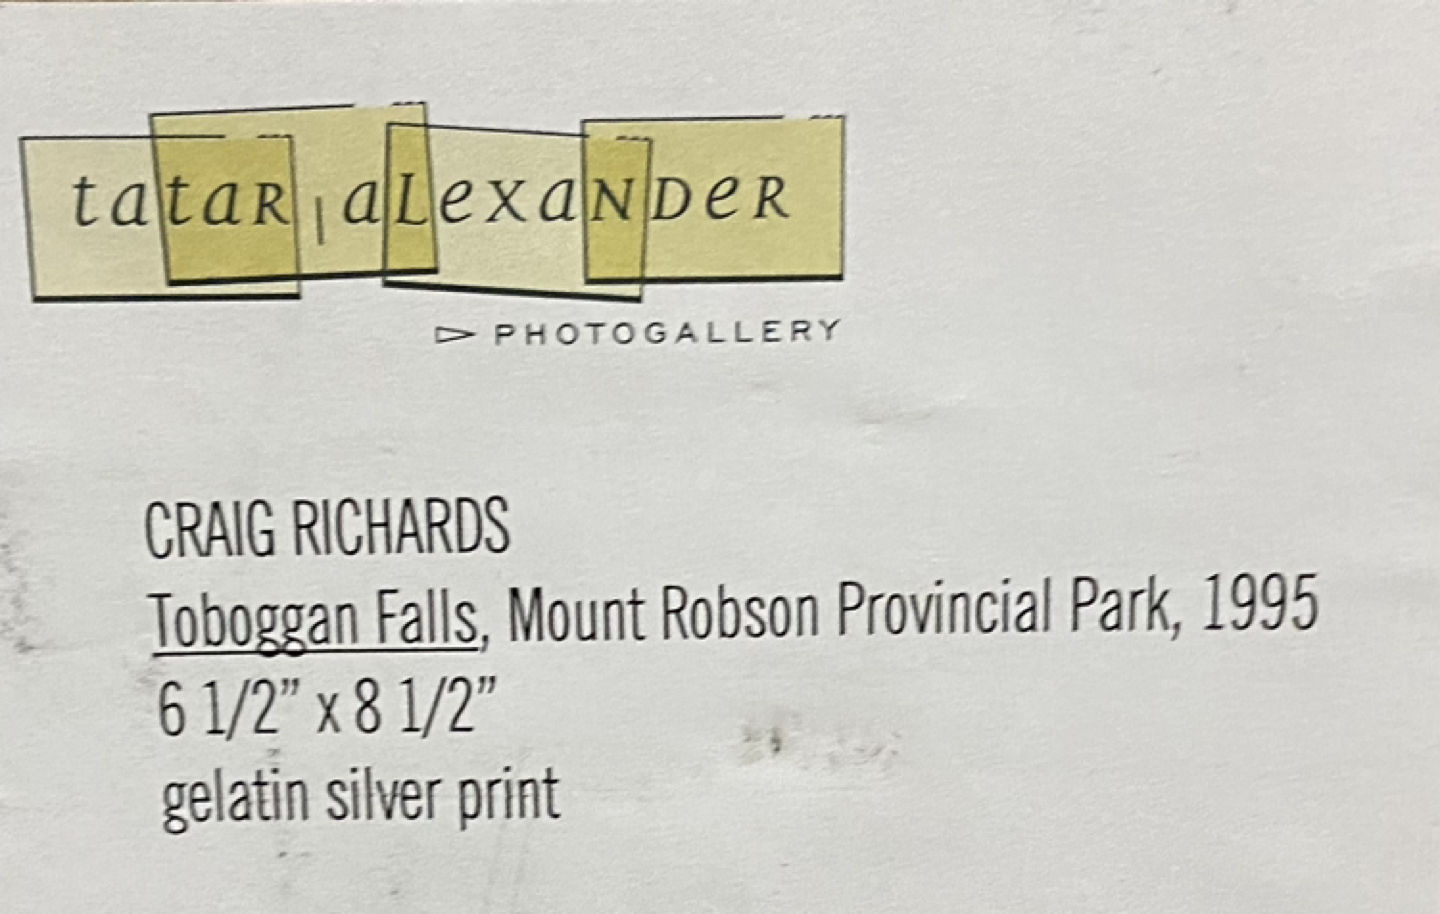 tataR | aLexaNDeR
▻ PHOTOGALLERY
CRAIG RICHARDS
Toboggan Falls, Mount Robson Provincial Park, 1995
6 1/2” x 8 1/2”
gelatin silver print